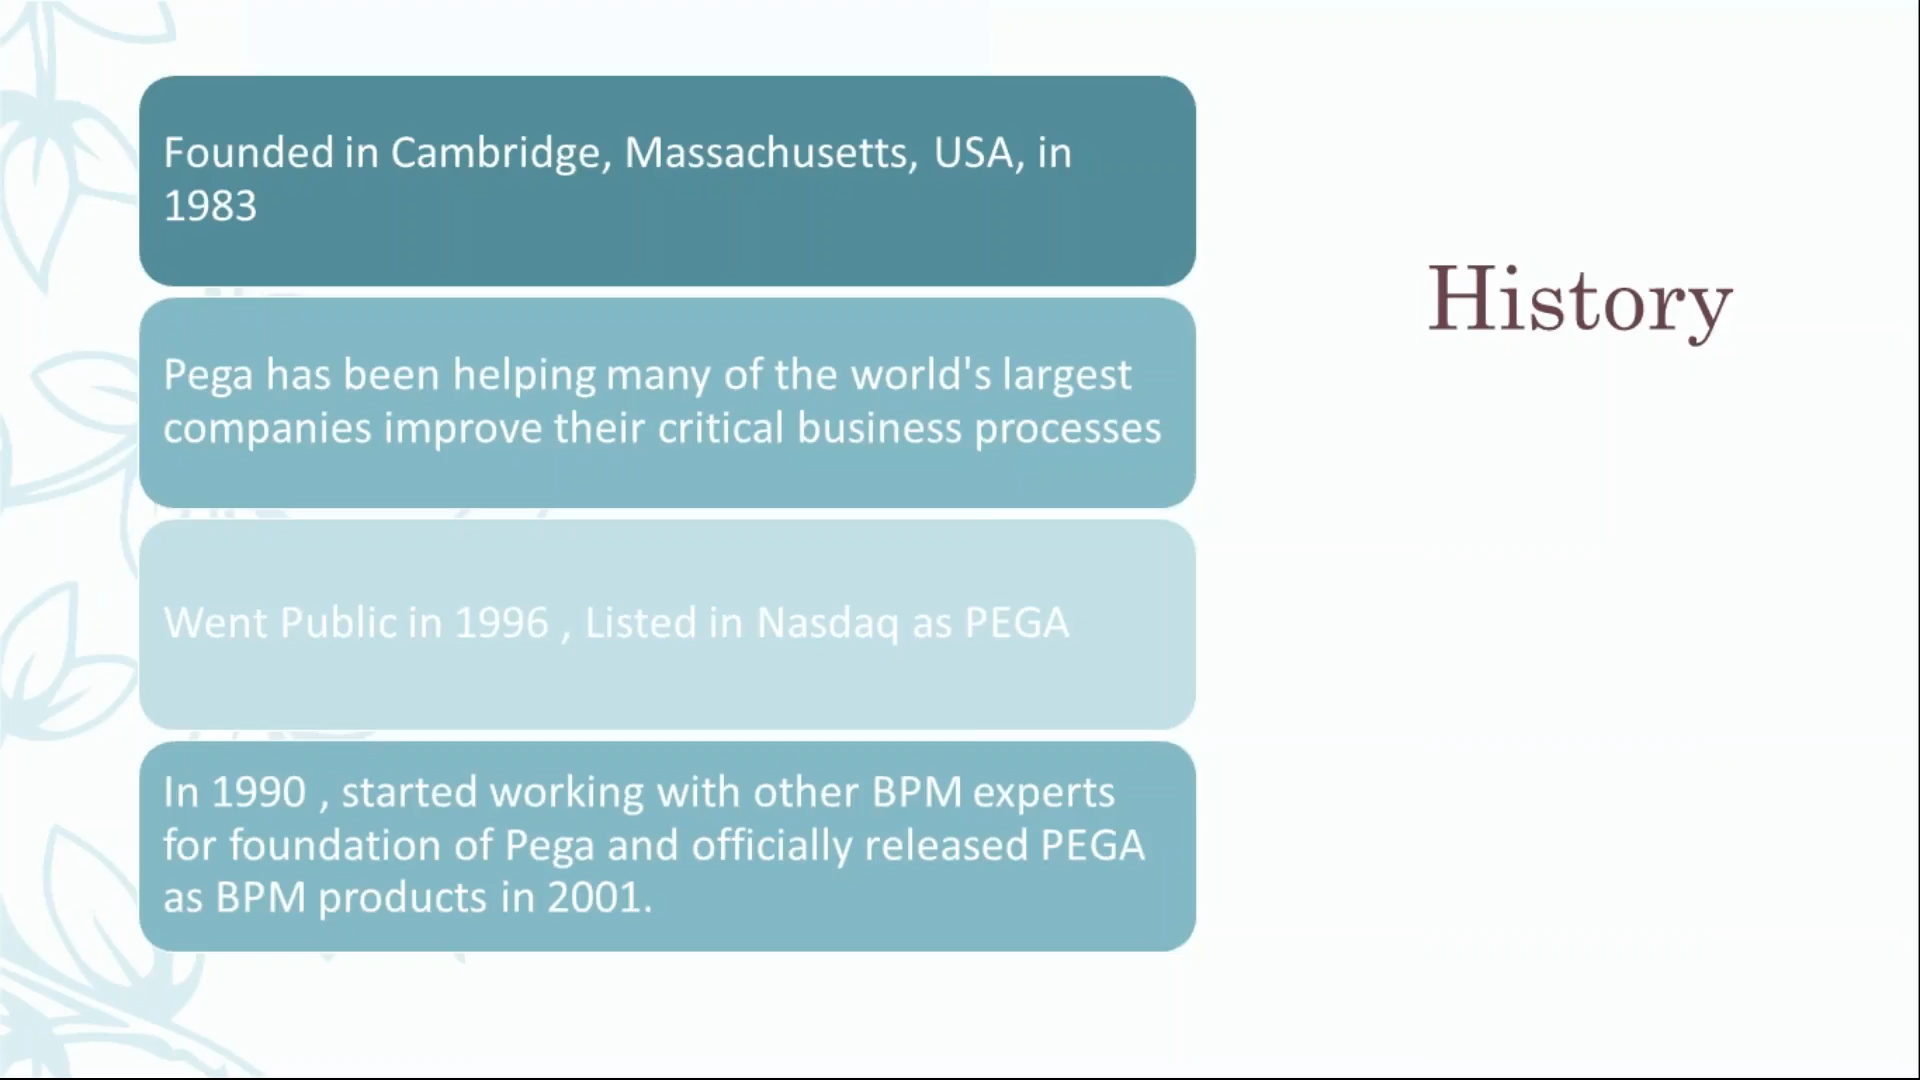 Founded in Cambridge, Massachusetts, USA, in
1983
Pega has been helping many of the world's largest
companies improve their critical business processes
Went Public in 1996 , Listed in Nasdaq as PEGA
In 1990 , started working with other BPM experts
for foundation of Pega and officially released PEGA
as BPM products in 2001.
History